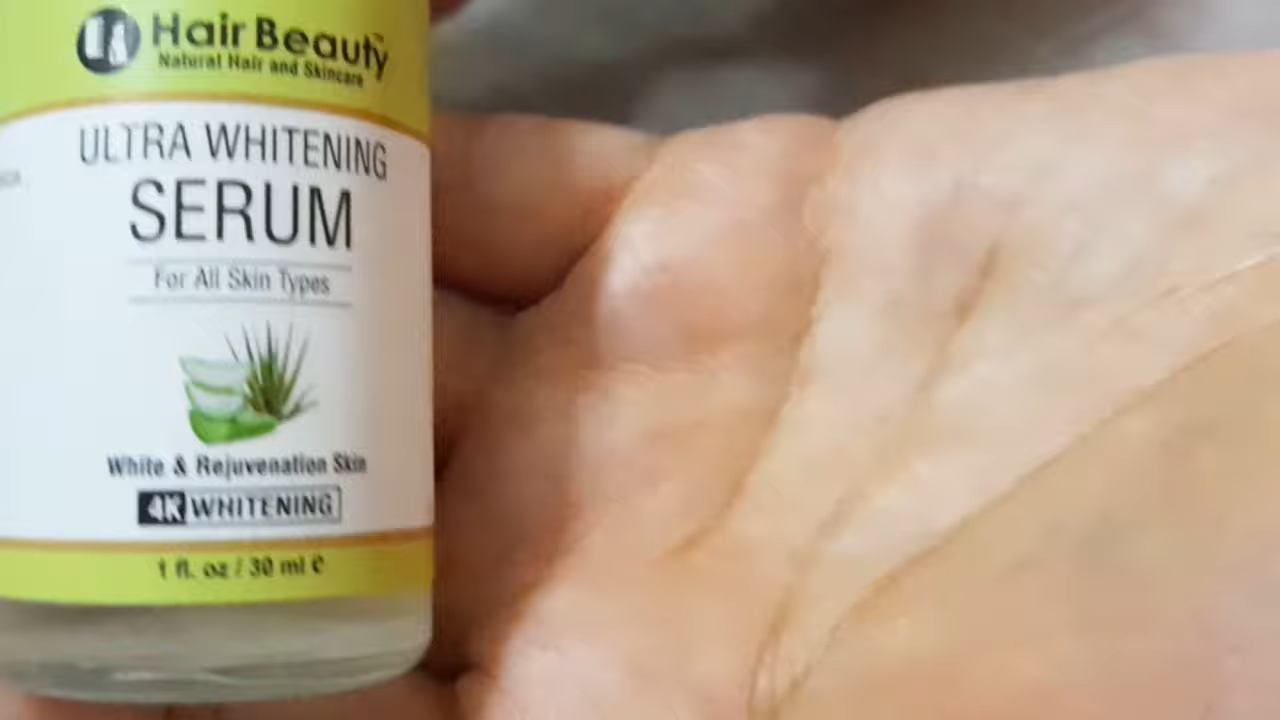 Hair Beauty™
Natural Hair and Skincare
ULTRA WHITENING
SERUM
For All Skin Types
White & Rejuvenation Skin
4K WHITENING
1 fl. oz / 30 ml e